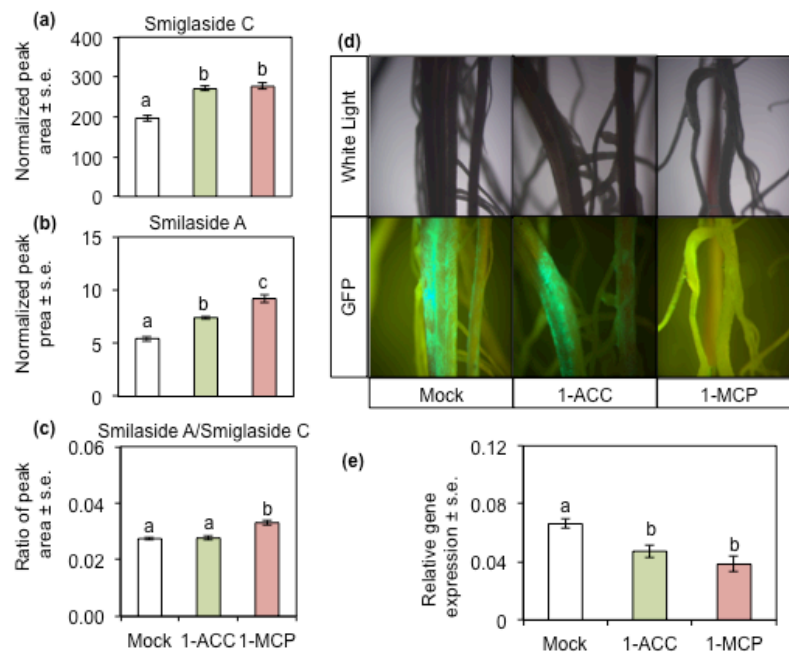 (a)
Smiglaside C
Normalized peak
area ± s.e.
400
300
200
100
0
a
b
b
(b)
Smilaside A
Normalized peak
prea ± s.e.
15
10
5
0
a
b
c
(c)
Smilaside A/Smiglaside C
Ratio of peak
area ± s.e.
0.06
0.04
0.02
0.00
a
a
b
Mock 1-ACC 1-MCP
(d)
White Light
GFP
Mock 1-ACC 1-MCP
(e)
Relative gene
expression ± s.e.
0.12
0.08
0.04
0
a
b
b
Mock 1-ACC 1-MCP